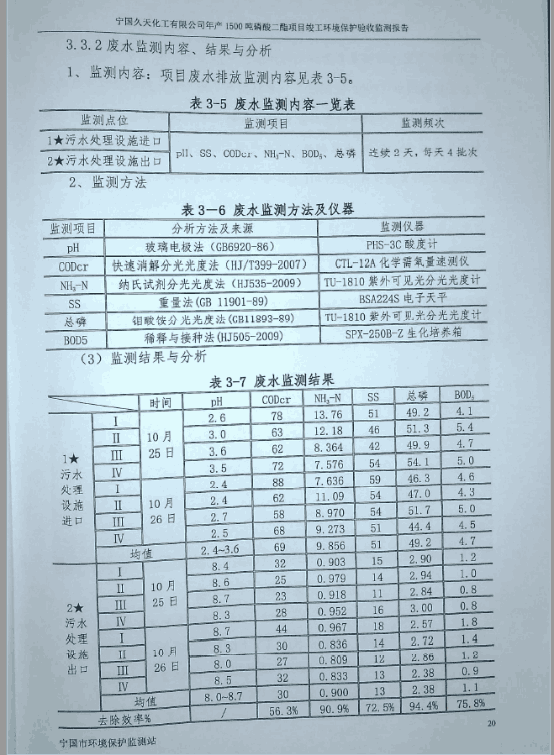 宁国久天化工有限公司年产1500吨磷酸二酯项目竣工环境保护验收监测报告
3.3.2 废水监测内容、结果与分析
1、监测内容：项目废水排放监测内容见表3-5。
表3-5 废水监测内容一览表
监测点位 监测项目 监测频次
1★污水处理设施进口 pH、SS、CODcr、NH₃-N、BOD₅、总磷 连续2天，每天4批次
2★污水处理设施出口
2、监测方法
表3—6 废水监测方法及仪器
监测项目 分析方法及来源 监测仪器
pH 玻璃电极法（GB6920-86） PHS-3C 酸度计
CODcr 快速消解分光光度法（HJ/T399-2007） CTL-12A 化学需氧量速测仪
NH₃-N 纳氏试剂分光光度法（HJ535-2009） TU-1810 紫外可见光分光光度计
SS 重量法(GB 11901-89) BSA224S 电子天平
总磷 钼酸铵分光光度法(GB11893-89) TU-1810 紫外可见光分光光度计
BOD5 稀释与接种法(HJ505-2009) SPX-250B-Z 生化培养箱
（3）监测结果与分析
表3-7 废水监测结果
时间 pH CODcr NH₃-N SS 总磷 BOD₅
1★污水处理设施进口 10月25日 I 2.6 78 13.76 51 49.2 4.1
II 3.0 63 12.18 46 51.3 5.4
III 3.6 62 8.364 42 49.9 4.7
IV 3.5 72 7.576 54 54.1 5.0
10月26日 I 2.4 88 7.636 59 46.3 4.6
II 2.4 62 11.09 54 47.0 4.3
III 2.7 58 8.970 54 51.7 5.0
IV 2.5 68 9.273 51 44.4 4.5
均值 2.4~3.6 69 9.856 51 49.2 4.7
2★污水处理设施出口 10月25日 I 8.4 32 0.903 15 2.90 1.2
II 8.6 25 0.979 14 2.94 1.0
III 8.7 23 0.918 11 2.84 0.8
IV 8.3 28 0.952 16 3.00 0.8
10月26日 I 8.7 44 0.967 18 2.57 1.8
II 8.3 30 0.836 14 2.72 1.4
III 8.0 27 0.809 12 2.86 1.2
IV 8.5 32 0.833 13 2.38 0.9
均值 8.0~8.7 30 0.900 13 2.38 1.1
去除效率% / 56.3% 90.9% 72.5% 94.4% 75.8%
20
宁国市环境保护监测站